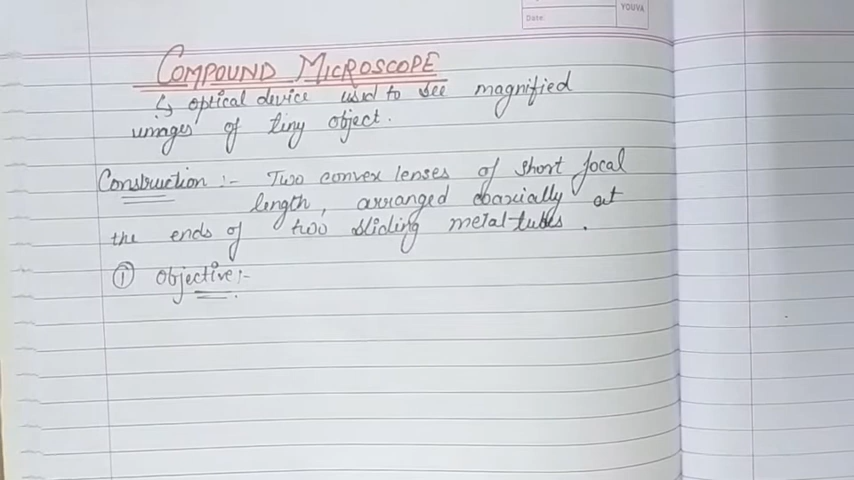 YOUVA
Date:
COMPOUND MICROSCOPE
↳ optical device used to see magnified
images of tiny object.
Construction :- Two convex lenses of short focal
length, arranged coaxially at
the ends of two sliding metal tubes.
① Objective :-